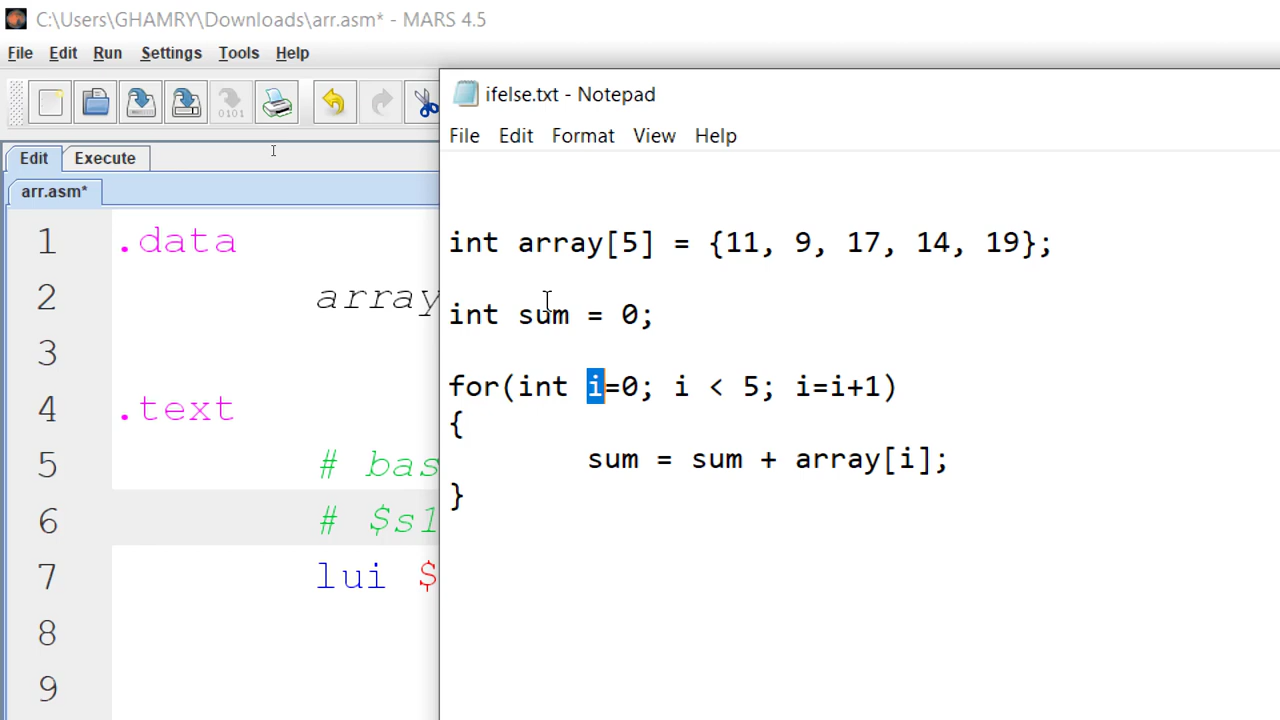 C:\Users\GHAMRY\Downloads\arr.asm* - MARS 4.5
File Edit Run Settings Tools Help
0101
Edit Execute
arr.asm*
1 .data
2 array
3
4 .text
5 # bas
6 # $s1
7 lui $
8
9
ifelse.txt - Notepad
File Edit Format View Help
int array[5] = {11, 9, 17, 14, 19};
int sum = 0;
for(int i=0; i < 5; i=i+1)
{
sum = sum + array[i];
}